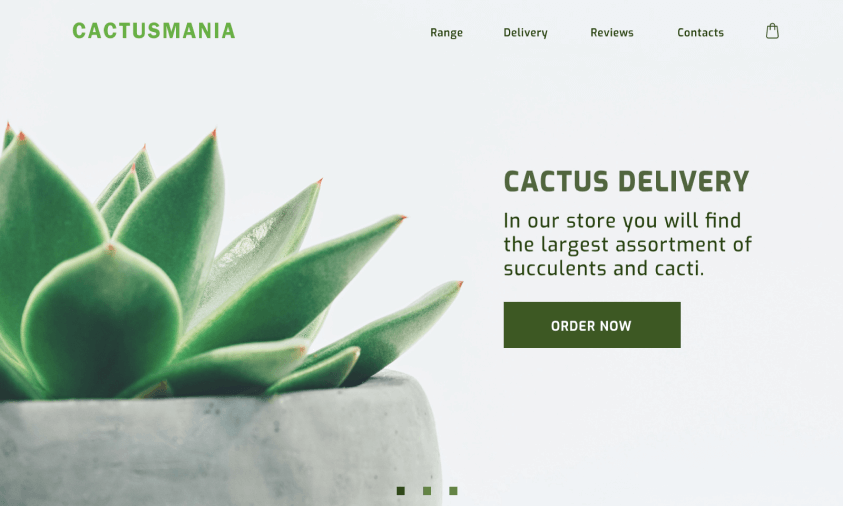 CACTUSMANIA
Range Delivery Reviews Contacts
CACTUS DELIVERY
In our store you will find
the largest assortment of
succulents and cacti.
ORDER NOW